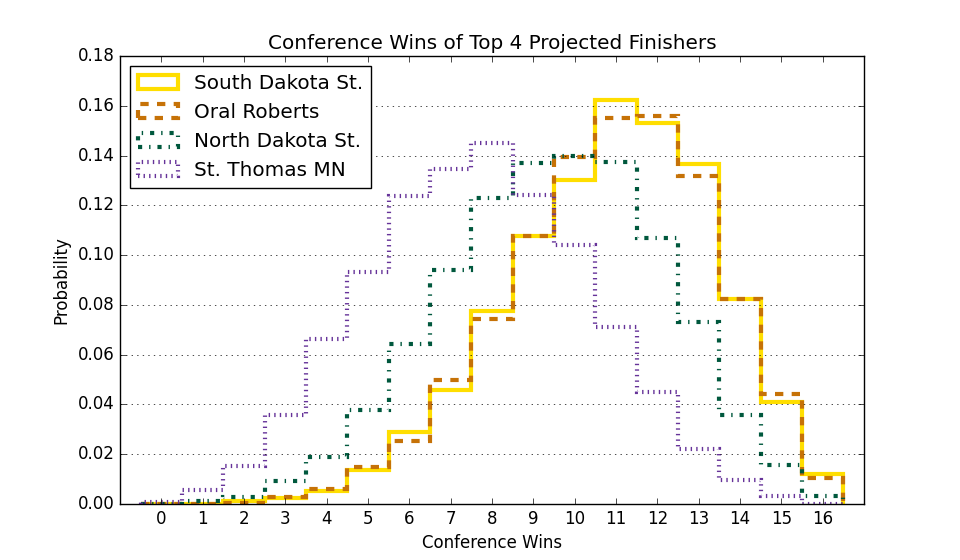 Conference Wins of Top 4 Projected Finishers
0.18
0.16
0.14
0.12
0.10
0.08
0.06
0.04
0.02
0.00
Probability
South Dakota St.
Oral Roberts
North Dakota St.
St. Thomas MN
0 1 2 3 4 5 6 7 8 9 10 11 12 13 14 15 16
Conference Wins